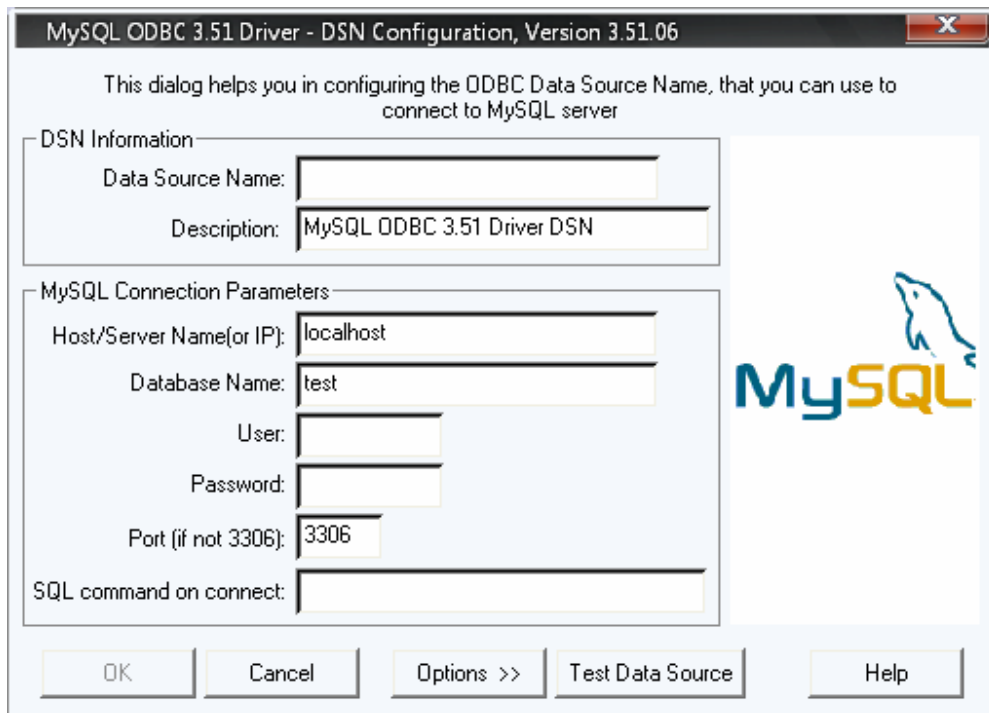 MySQL ODBC 3.51 Driver - DSN Configuration, Version 3.51.06
X
This dialog helps you in configuring the ODBC Data Source Name, that you can use to
connect to MySQL server
DSN Information
Data Source Name:
Description: MySQL ODBC 3.51 Driver DSN
MySQL Connection Parameters
Host/Server Name(or IP): localhost
Database Name: test
User:
Password:
Port (if not 3306): 3306
SQL command on connect:
MySQL
OK Cancel Options >> Test Data Source Help